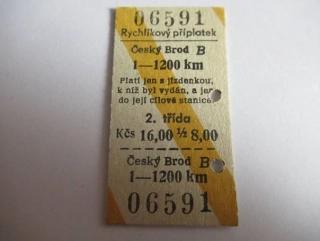 06591
Rychlíkový příplatek
Český Brod B
1—1200 km
Platí jen s jízdenkou,
k níž byl vydán, a jen
do její cílové stanice.
2. třída
Kčs 16,00 ½ 8,00
Český Brod B
1—1200 km
06591